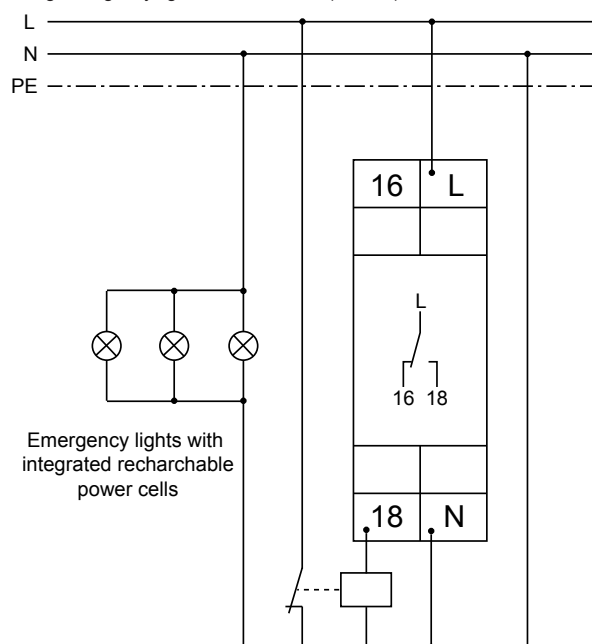 L
N
PE
16 L
L
16 18
Emergency lights with
integrated recharchable
power cells
18 N